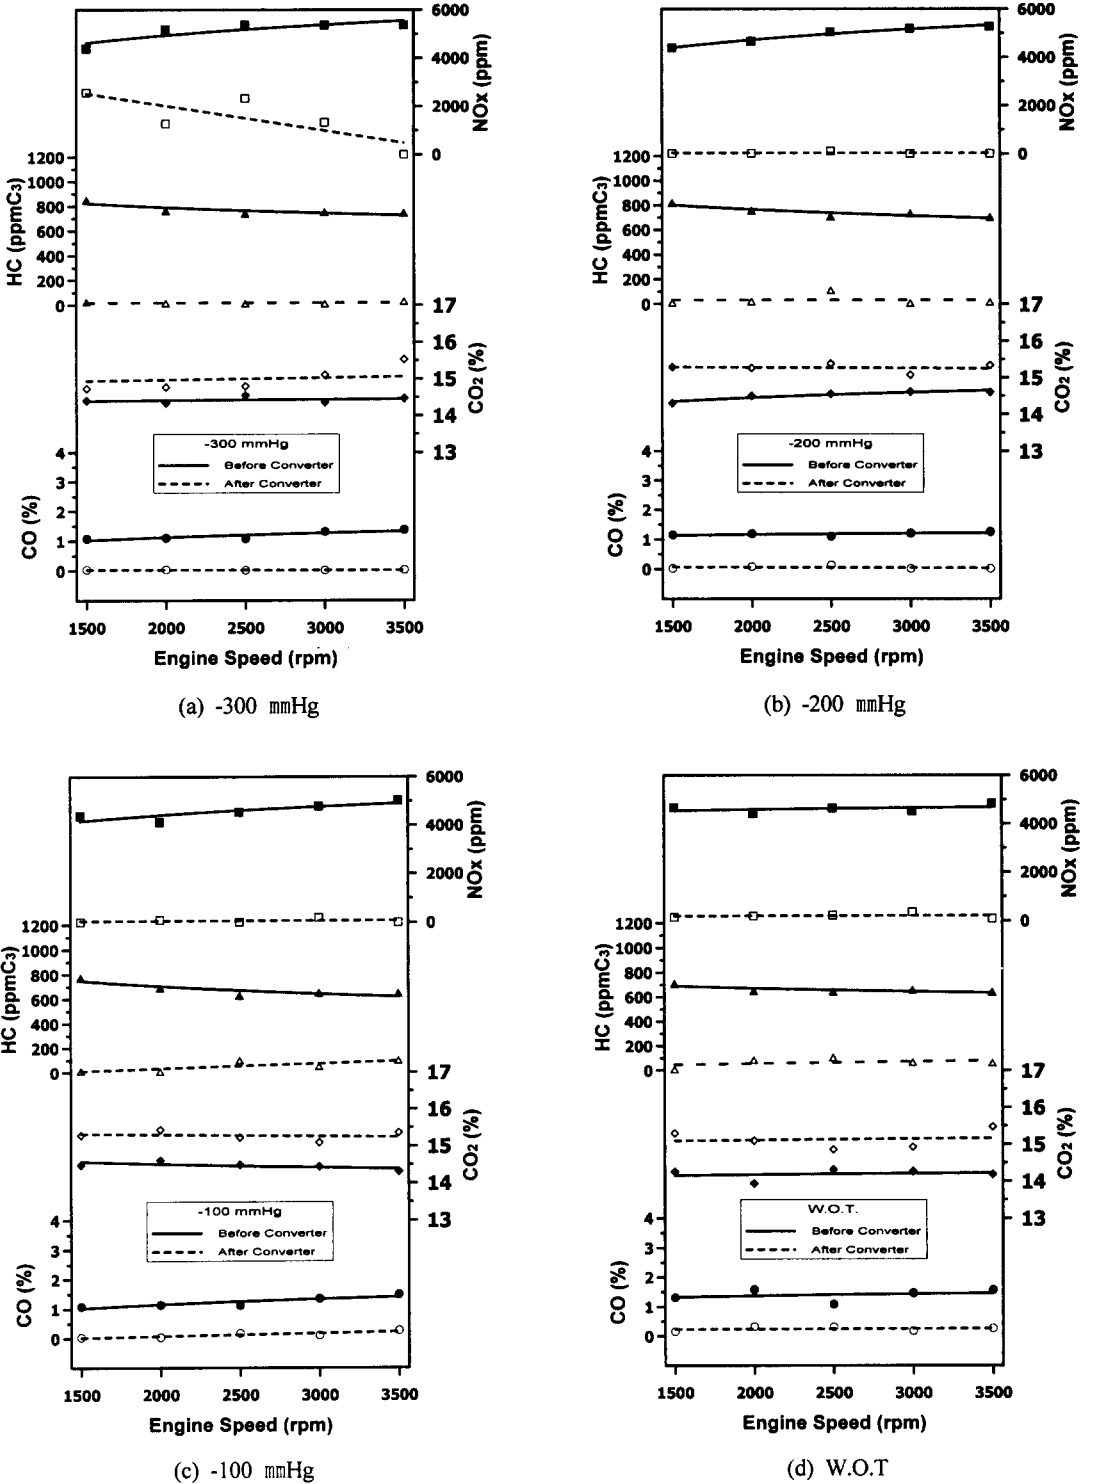 6000
4000
2000
0
NOx (ppm)
1200
1000
800
600
400
200
0
HC (ppmC3)
17
16
15
14
13
CO2 (%)
4
3
2
1
0
CO (%)
-300 mmHg
Before Converter
After Converter
1500 2000 2500 3000 3500
Engine Speed (rpm)
(a) -300 mmHg
6000
4000
2000
0
NOx (ppm)
1200
1000
800
600
400
200
0
HC (ppmC3)
17
16
15
14
13
CO2 (%)
4
3
2
1
0
CO (%)
-200 mmHg
Before Converter
After Converter
1500 2000 2500 3000 3500
Engine Speed (rpm)
(b) -200 mmHg
6000
4000
2000
0
NOx (ppm)
1200
1000
800
600
400
200
0
HC (ppmC3)
17
16
15
14
13
CO2 (%)
4
3
2
1
0
CO (%)
-100 mmHg
Before Converter
After Converter
1500 2000 2500 3000 3500
Engine Speed (rpm)
(c) -100 mmHg
6000
4000
2000
0
NOx (ppm)
1200
1000
800
600
400
200
0
HC (ppmC3)
17
16
15
14
13
CO2 (%)
4
3
2
1
0
CO (%)
W.O.T.
Before Converter
After Converter
1500 2000 2500 3000 3500
Engine Speed (rpm)
(d) W.O.T